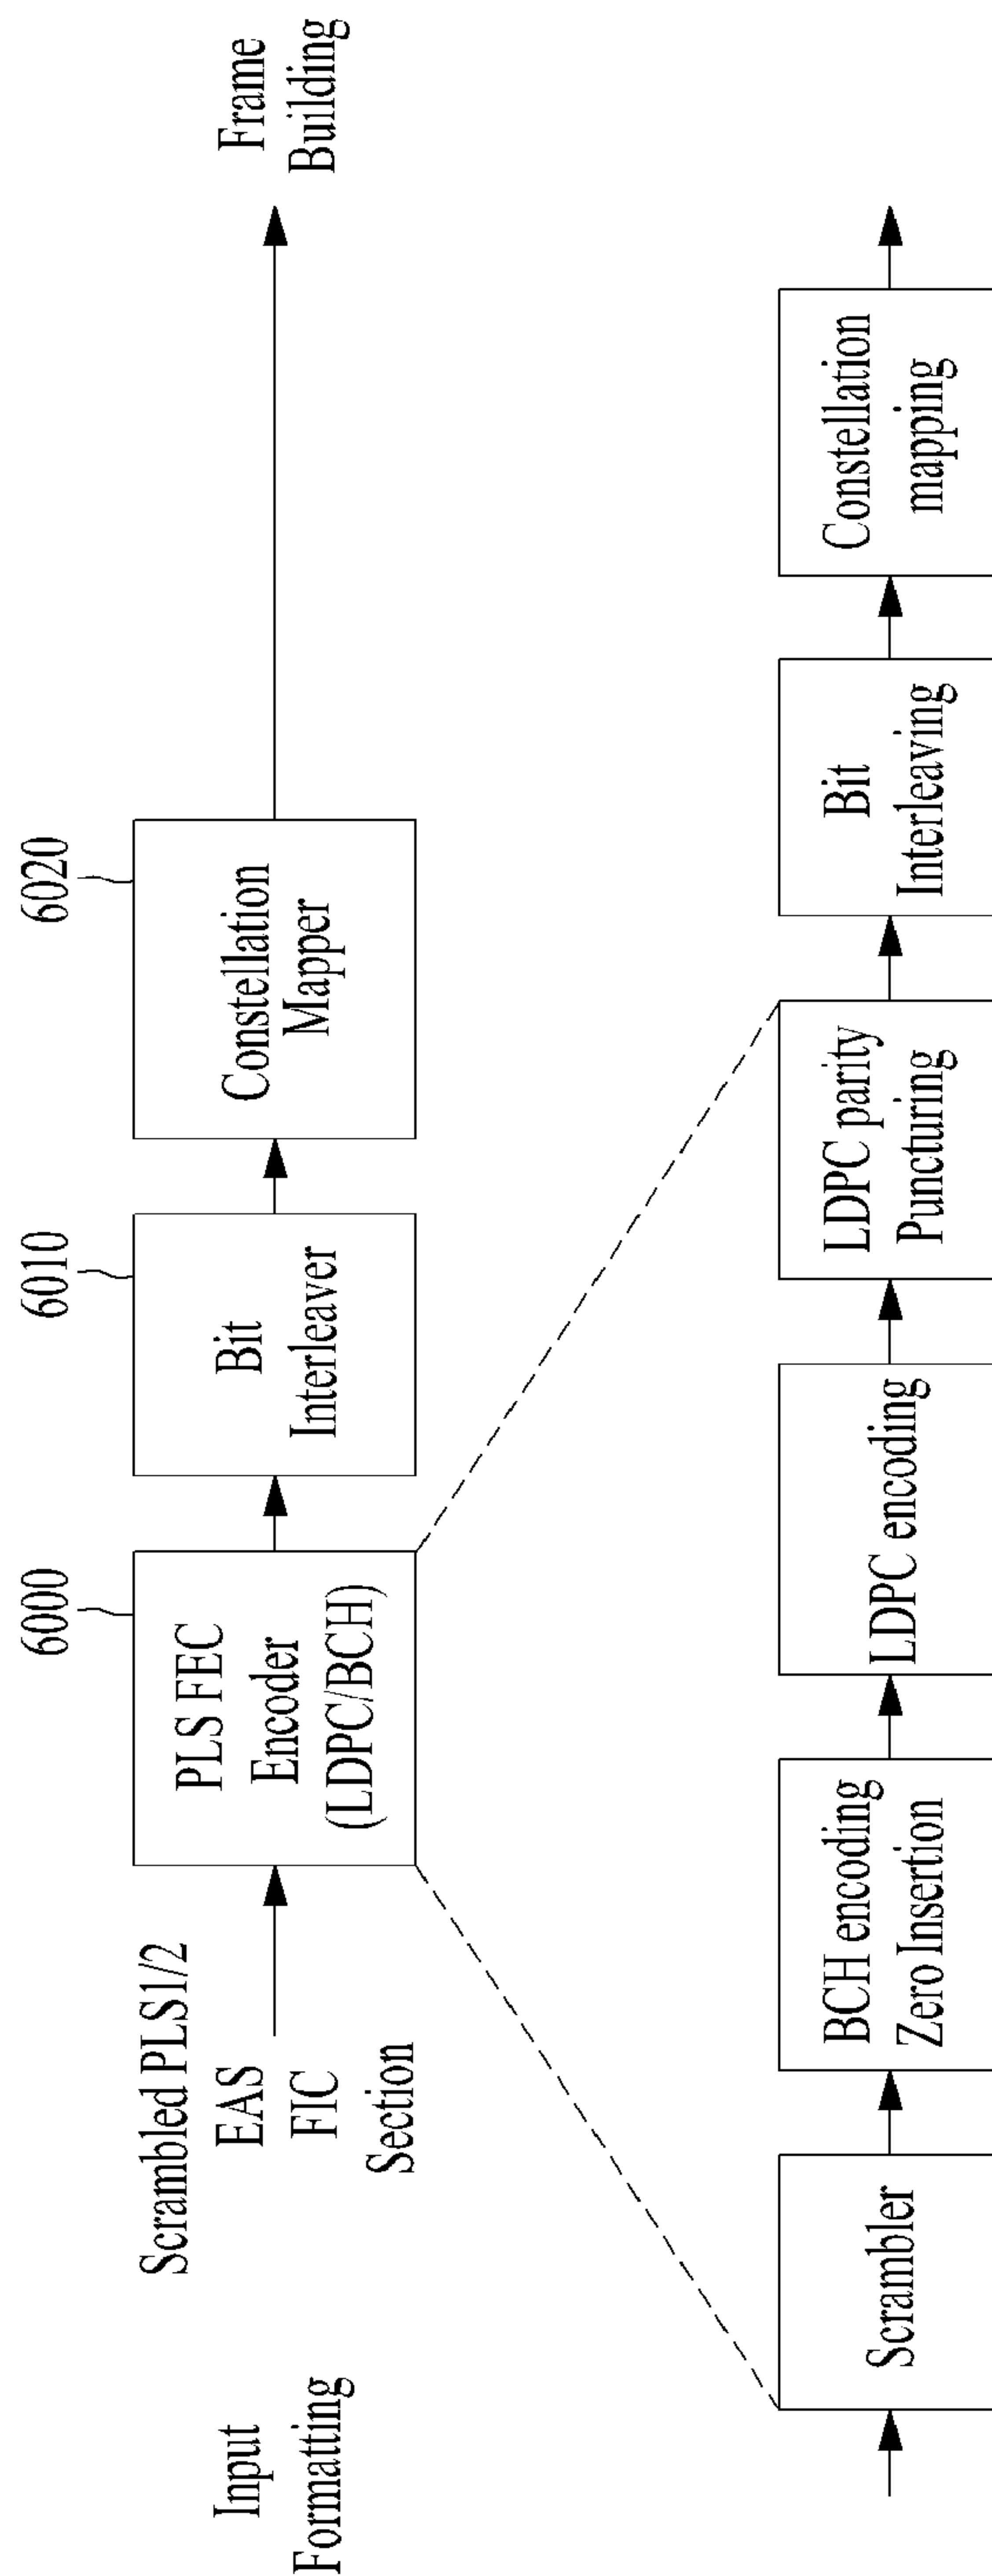 Input
Formatting
Scrambled PLS1/2
EAS
FIC
Section
6000
PLS FEC
Encoder
(LDPC/BCH)
6010
Bit
Interleaver
6020
Constellation
Mapper
Frame
Building
Scrambler
BCH encoding
Zero Insertion
LDPC encoding
LDPC parity
Puncturing
Bit
Interleaving
Constellation
mapping